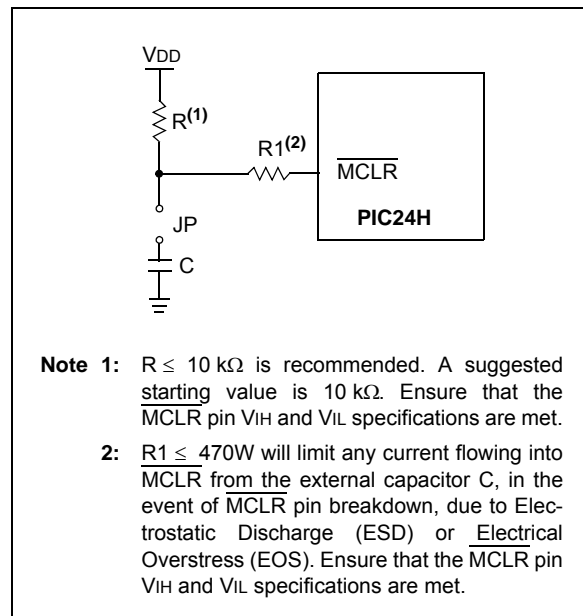 VDD
R(1)
R1(2)
MCLR
PIC24H
JP
C
Note 1: R ≤ 10 kΩ is recommended. A suggested
starting value is 10 kΩ. Ensure that the
MCLR pin VIH and VIL specifications are met.
2: R1 ≤ 470W will limit any current flowing into
MCLR from the external capacitor C, in the
event of MCLR pin breakdown, due to Elec-
trostatic Discharge (ESD) or Electrical
Overstress (EOS). Ensure that the MCLR pin
VIH and VIL specifications are met.